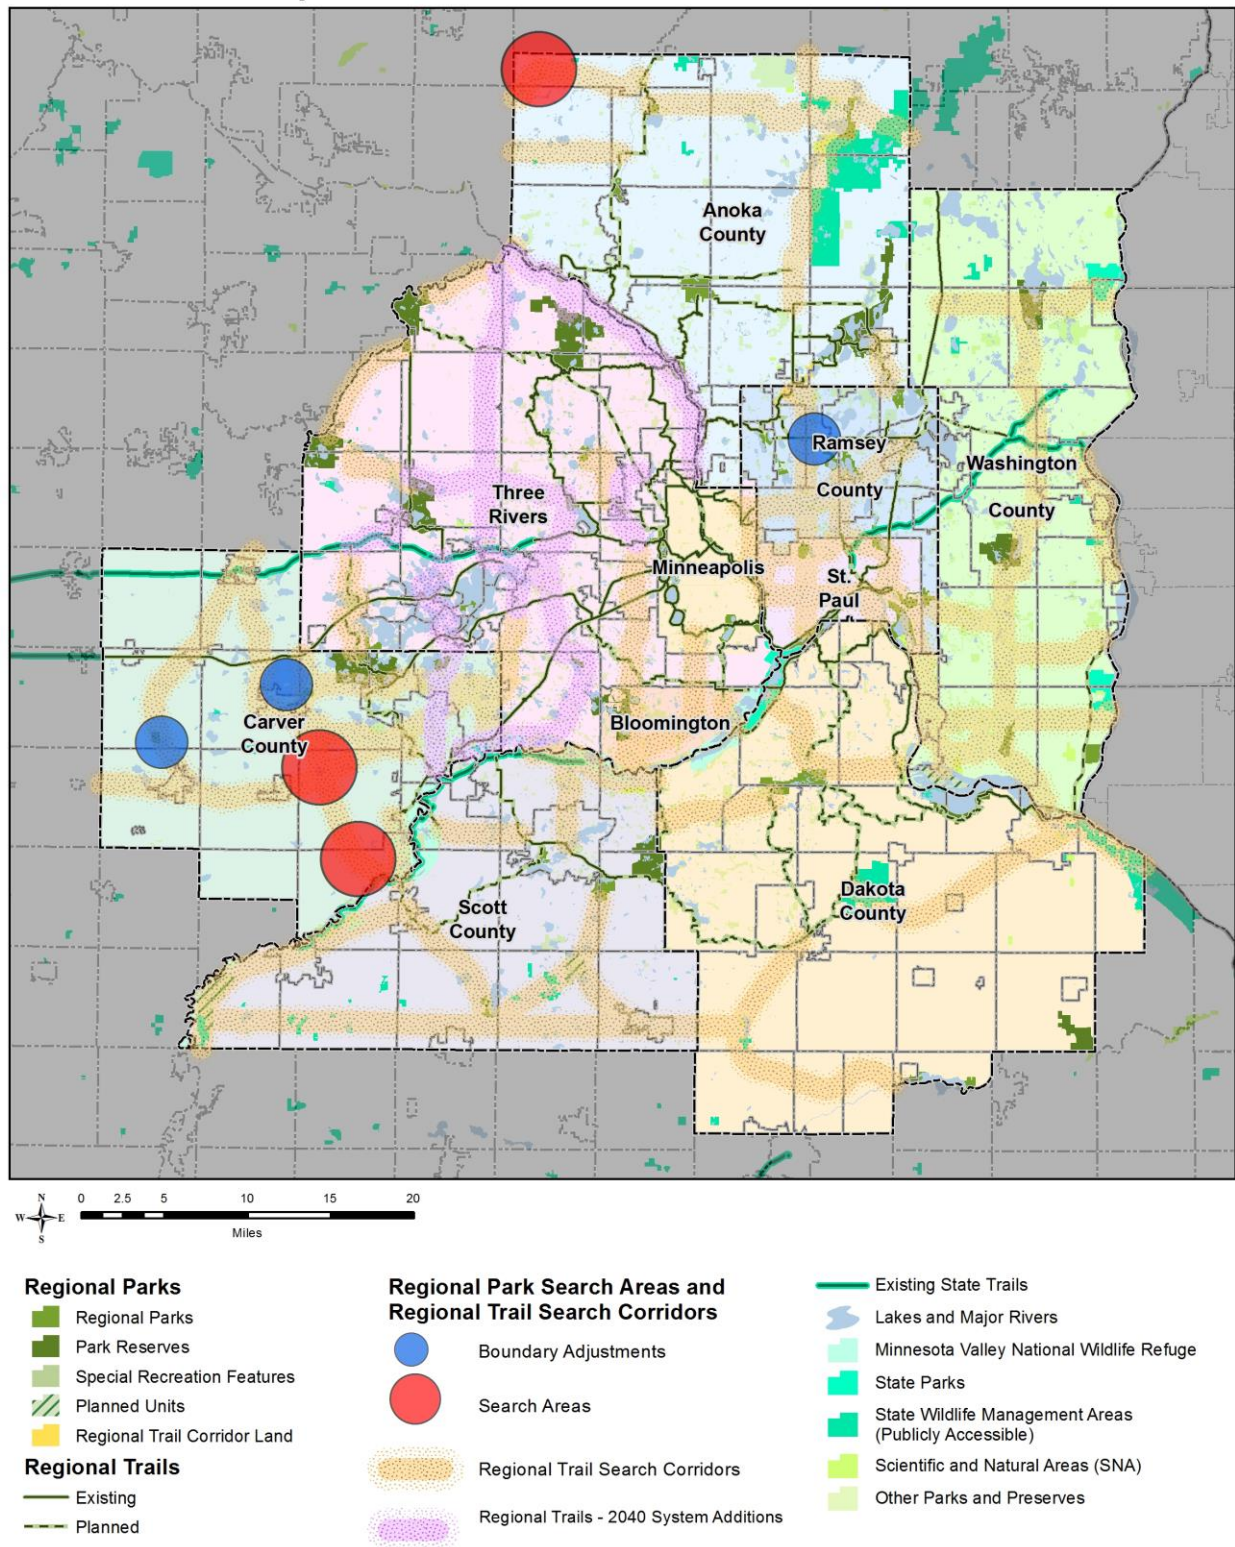 Anoka
County
Ramsey
County
Washington
County
Three
Rivers
Minneapolis
St.
Paul
Carver
County
Bloomington
Scott
County
Dakota
County
N
W E
S
0 2.5 5 10 15 20
Miles
Regional Parks
Regional Parks
Park Reserves
Special Recreation Features
Planned Units
Regional Trail Corridor Land
Regional Trails
Existing
Planned
Regional Park Search Areas and
Regional Trail Search Corridors
Boundary Adjustments
Search Areas
Regional Trail Search Corridors
Regional Trails - 2040 System Additions
Existing State Trails
Lakes and Major Rivers
Minnesota Valley National Wildlife Refuge
State Parks
State Wildlife Management Areas
(Publicly Accessible)
Scientific and Natural Areas (SNA)
Other Parks and Preserves